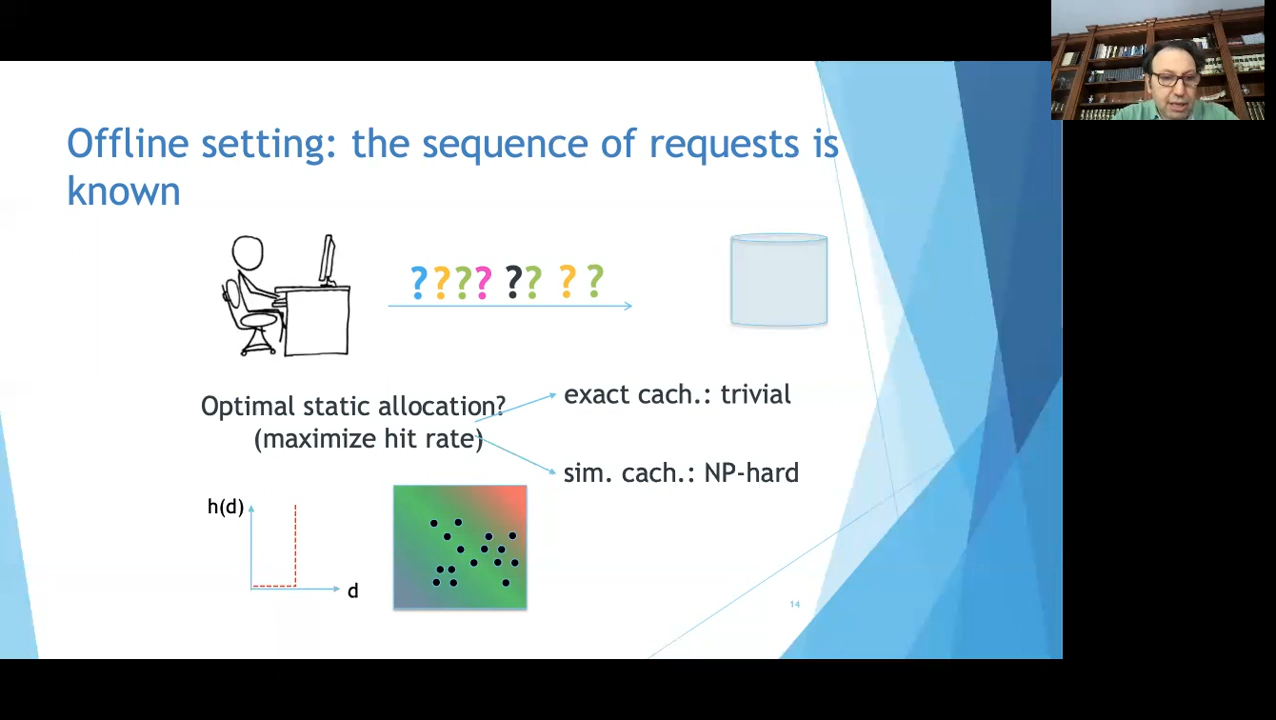 Offline setting: the sequence of requests is
known
???? ?? ? ?
Optimal static allocation?
(maximize hit rate)
exact cach.: trivial
sim. cach.: NP-hard
h(d)
d
14